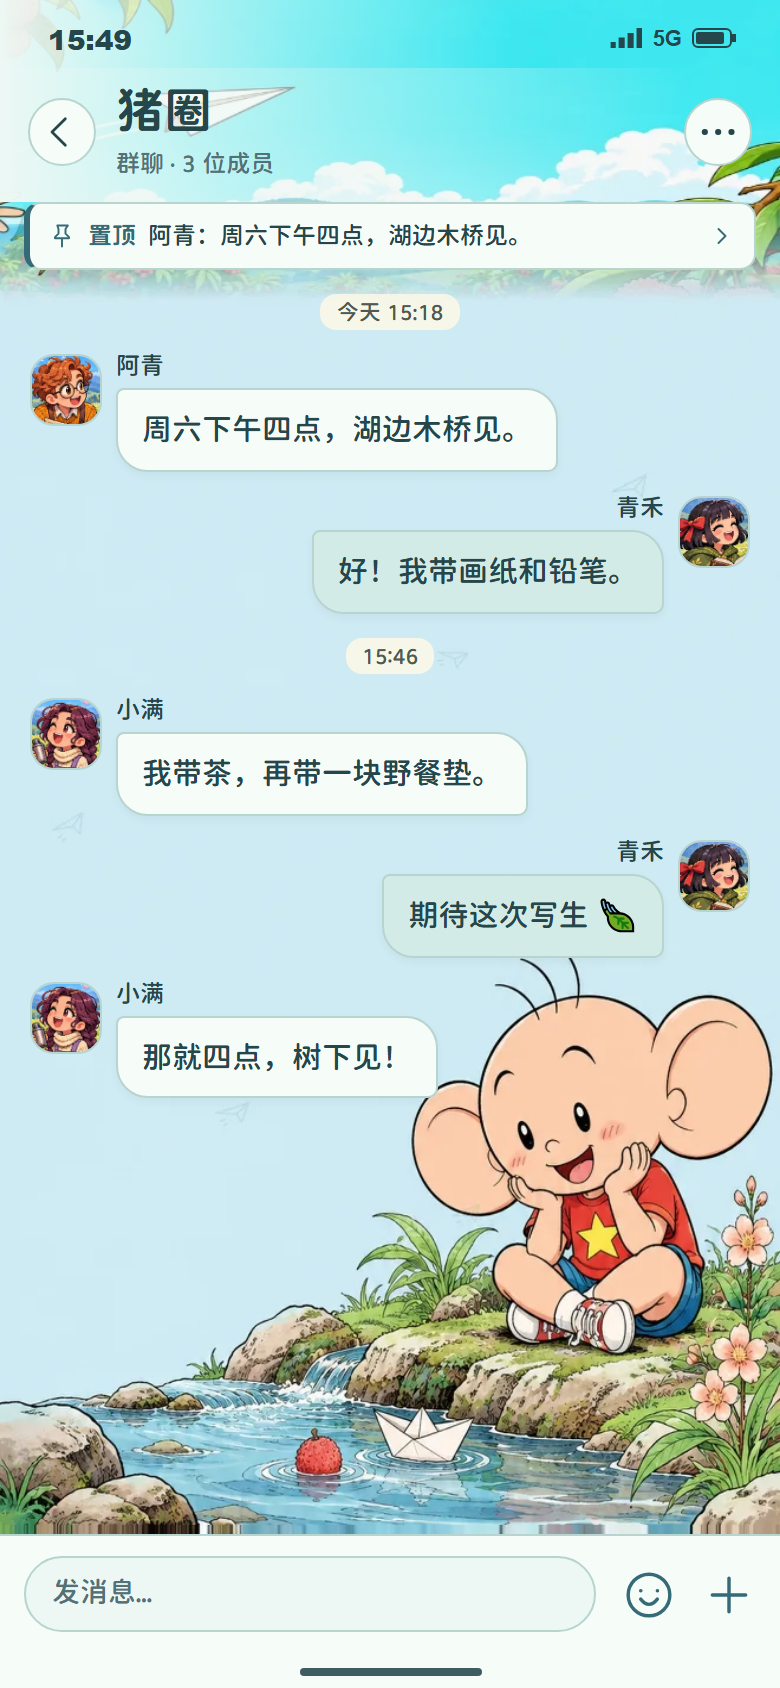 15:49
5G
猪圈
群聊 · 3 位成员
置顶 阿青：周六下午四点，湖边木桥见。
今天 15:18
阿青
周六下午四点，湖边木桥见。
青禾
好！我带画纸和铅笔。
15:46
小满
我带茶，再带一块野餐垫。
青禾
期待这次写生
小满
那就四点，树下见！
发消息...